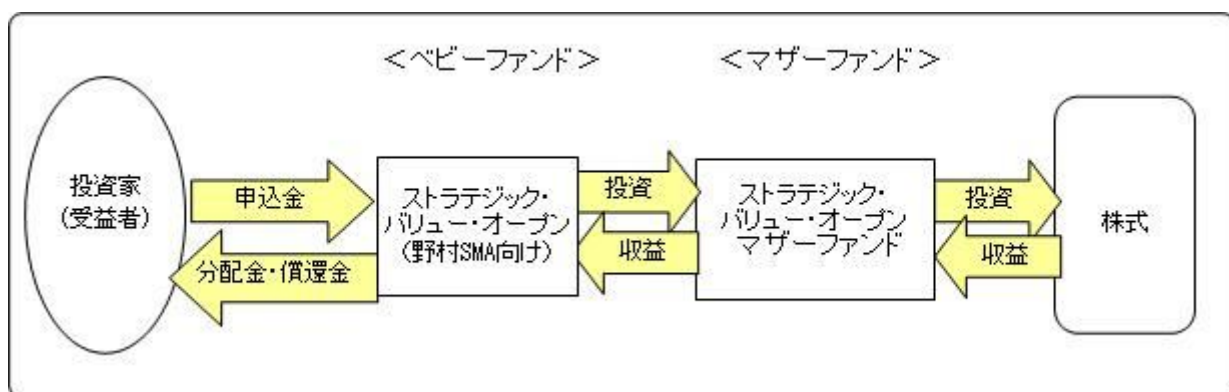 ＜ベビーファンド＞
＜マザーファンド＞
投資家
(受益者)
申込金
分配金・償還金
ストラテジック・
バリュー・オープン
(野村SMA向け)
投資
収益
ストラテジック・
バリュー・オープン
マザーファンド
投資
収益
株式